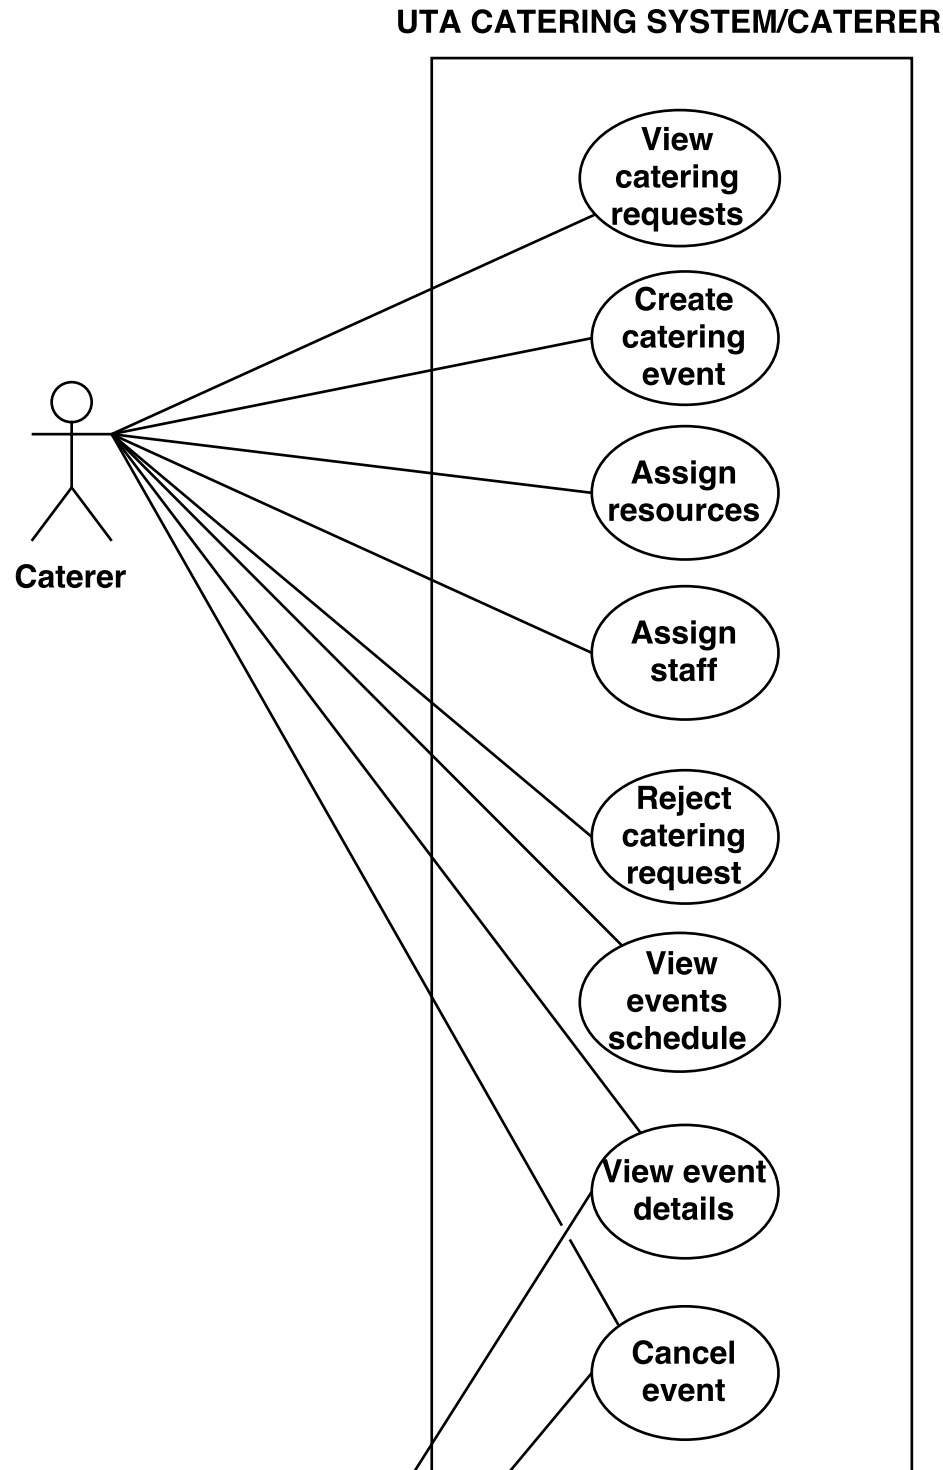 UTA CATERING SYSTEM/CATERER
View
catering
requests
Create
catering
event
Assign
resources
Caterer
Assign
staff
Reject
catering
request
View
events
schedule
View event
details
Cancel
event